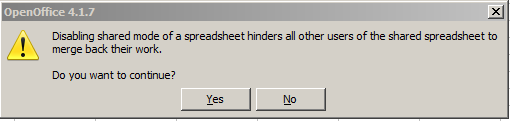 OpenOffice 4.1.7
Disabling shared mode of a spreadsheet hinders all other users of the shared spreadsheet to
merge back their work.
Do you want to continue?
Yes No